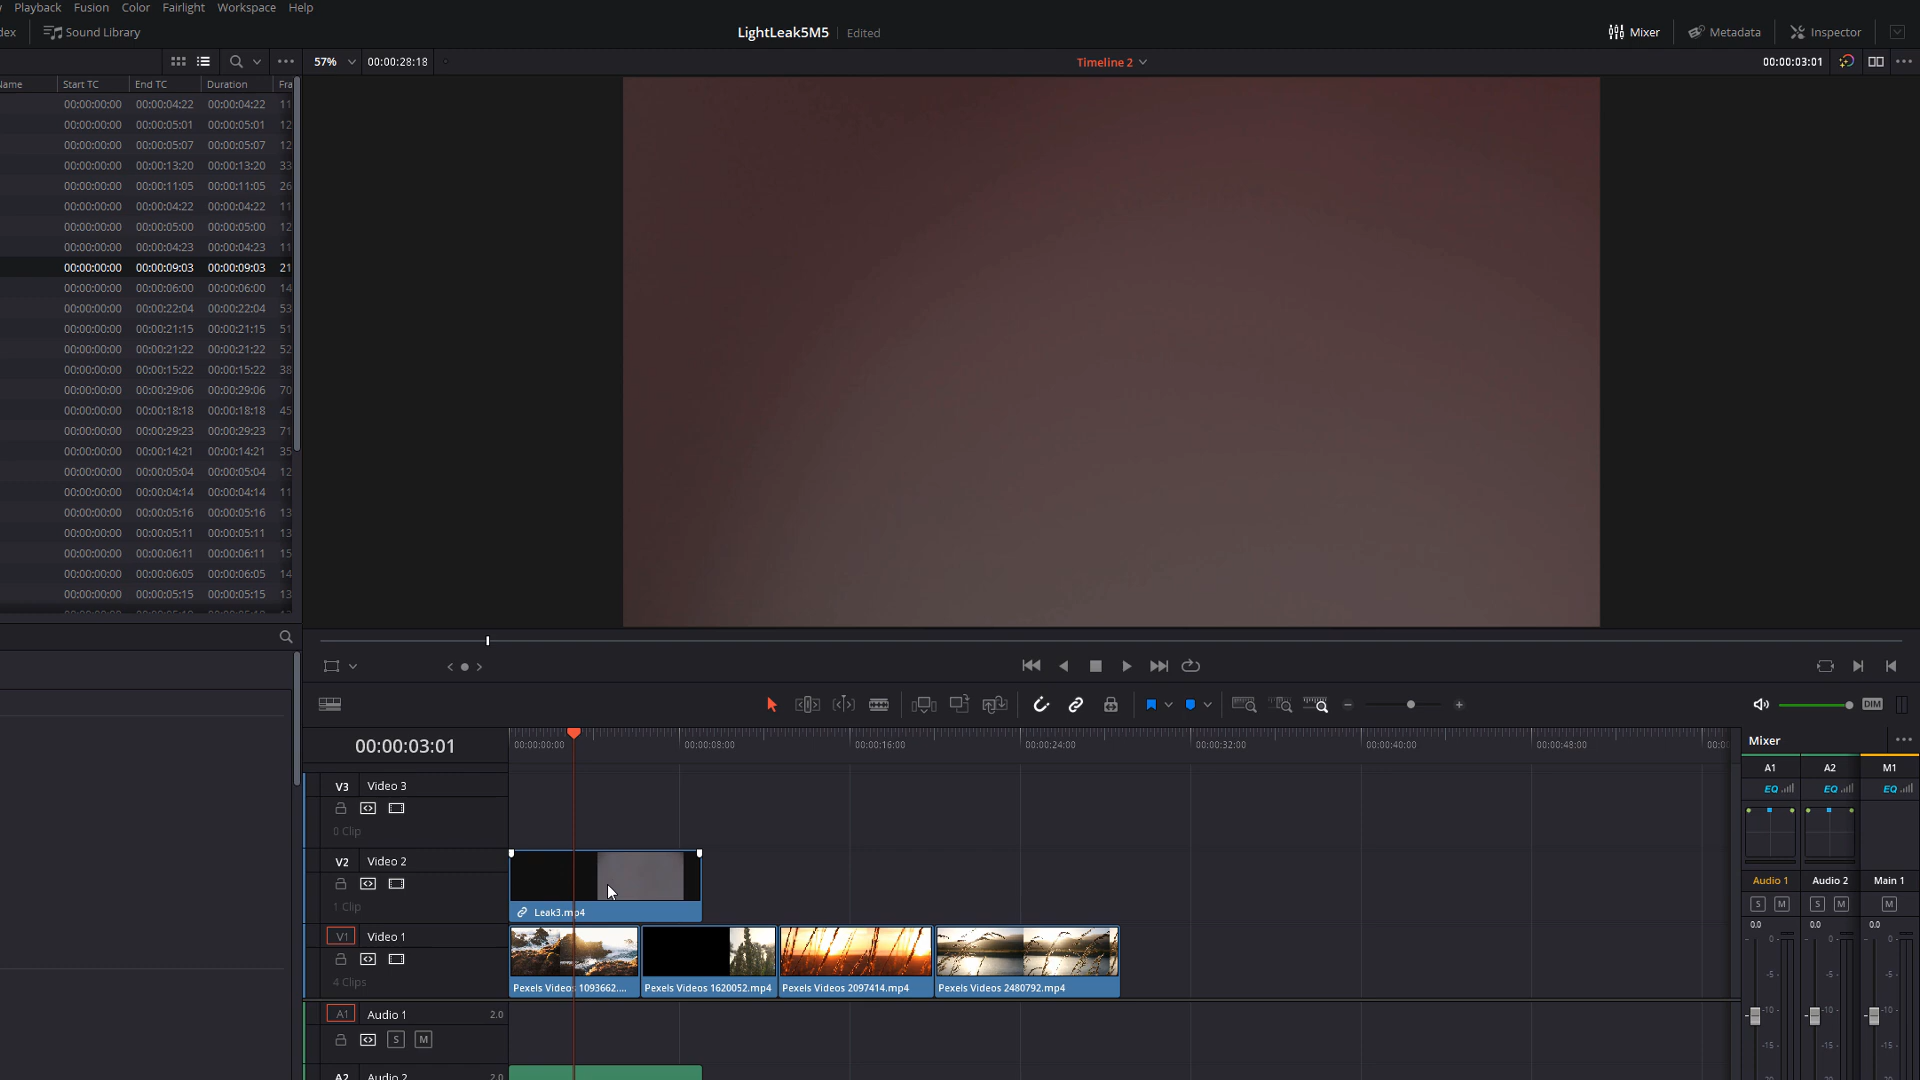 Playback Fusion Color Fairlight Workspace Help
Sound Library
LightLeak5M5 Edited
Mixer Metadata Inspector
57% 00:00:28:18
Timeline 2
00:00:03:01
Start TC End TC Duration
00:00:00:00 00:00:04:22 00:00:04:22 11
00:00:00:00 00:00:05:01 00:00:05:01 12
00:00:00:00 00:00:05:07 00:00:05:07 12
00:00:00:00 00:00:13:20 00:00:13:20 33
00:00:00:00 00:00:11:05 00:00:11:05 26
00:00:00:00 00:00:04:22 00:00:04:22 11
00:00:00:00 00:00:05:00 00:00:05:00 12
00:00:00:00 00:00:04:23 00:00:04:23 11
00:00:00:00 00:00:09:03 00:00:09:03 21
00:00:00:00 00:00:06:00 00:00:06:00 14
00:00:00:00 00:00:22:04 00:00:22:04 53
00:00:00:00 00:00:21:15 00:00:21:15 51
00:00:00:00 00:00:21:22 00:00:21:22 52
00:00:00:00 00:00:15:22 00:00:15:22 38
00:00:00:00 00:00:29:06 00:00:29:06 70
00:00:00:00 00:00:18:18 00:00:18:18 45
00:00:00:00 00:00:29:23 00:00:29:23 71
00:00:00:00 00:00:14:21 00:00:14:21 35
00:00:00:00 00:00:05:04 00:00:05:04 12
00:00:00:00 00:00:04:14 00:00:04:14 11
00:00:00:00 00:00:05:16 00:00:05:16 13
00:00:00:00 00:00:05:11 00:00:05:11 13
00:00:00:00 00:00:06:11 00:00:06:11 15
00:00:00:00 00:00:06:05 00:00:06:05 14
00:00:00:00 00:00:05:15 00:00:05:15 13
DIM
00:00:03:01
00:00:00:00 00:00:08:00 00:00:16:00 00:00:24:00 00:00:32:00 00:00:40:00 00:00:48:00
V3 Video 3
0 Clip
V2 Video 2
1 Clip
Leak3.mp4
V1 Video 1
4 Clips
Pexels Videos 1093662.... Pexels Videos 1620052.mp4 Pexels Videos 2097414.mp4 Pexels Videos 2480792.mp4
A1 Audio 1 2.0
S M
A2 Audio 2 2.0
Mixer
A1 A2 M1
EQ EQ EQ
Audio 1 Audio 2 Main 1
S M S M M
0.0 0.0 0.0
0 0 0
-5 -5 -5
-10 -10 -10
-15 -15 -15